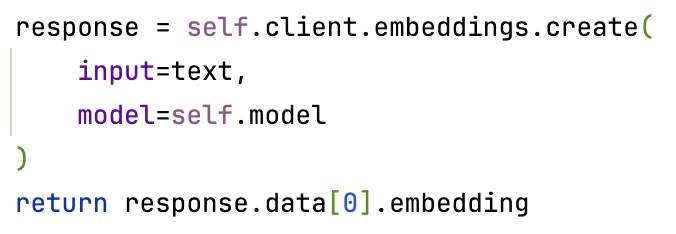 response = self.client.embeddings.create(
    input=text,
    model=self.model
)
return response.data[0].embedding